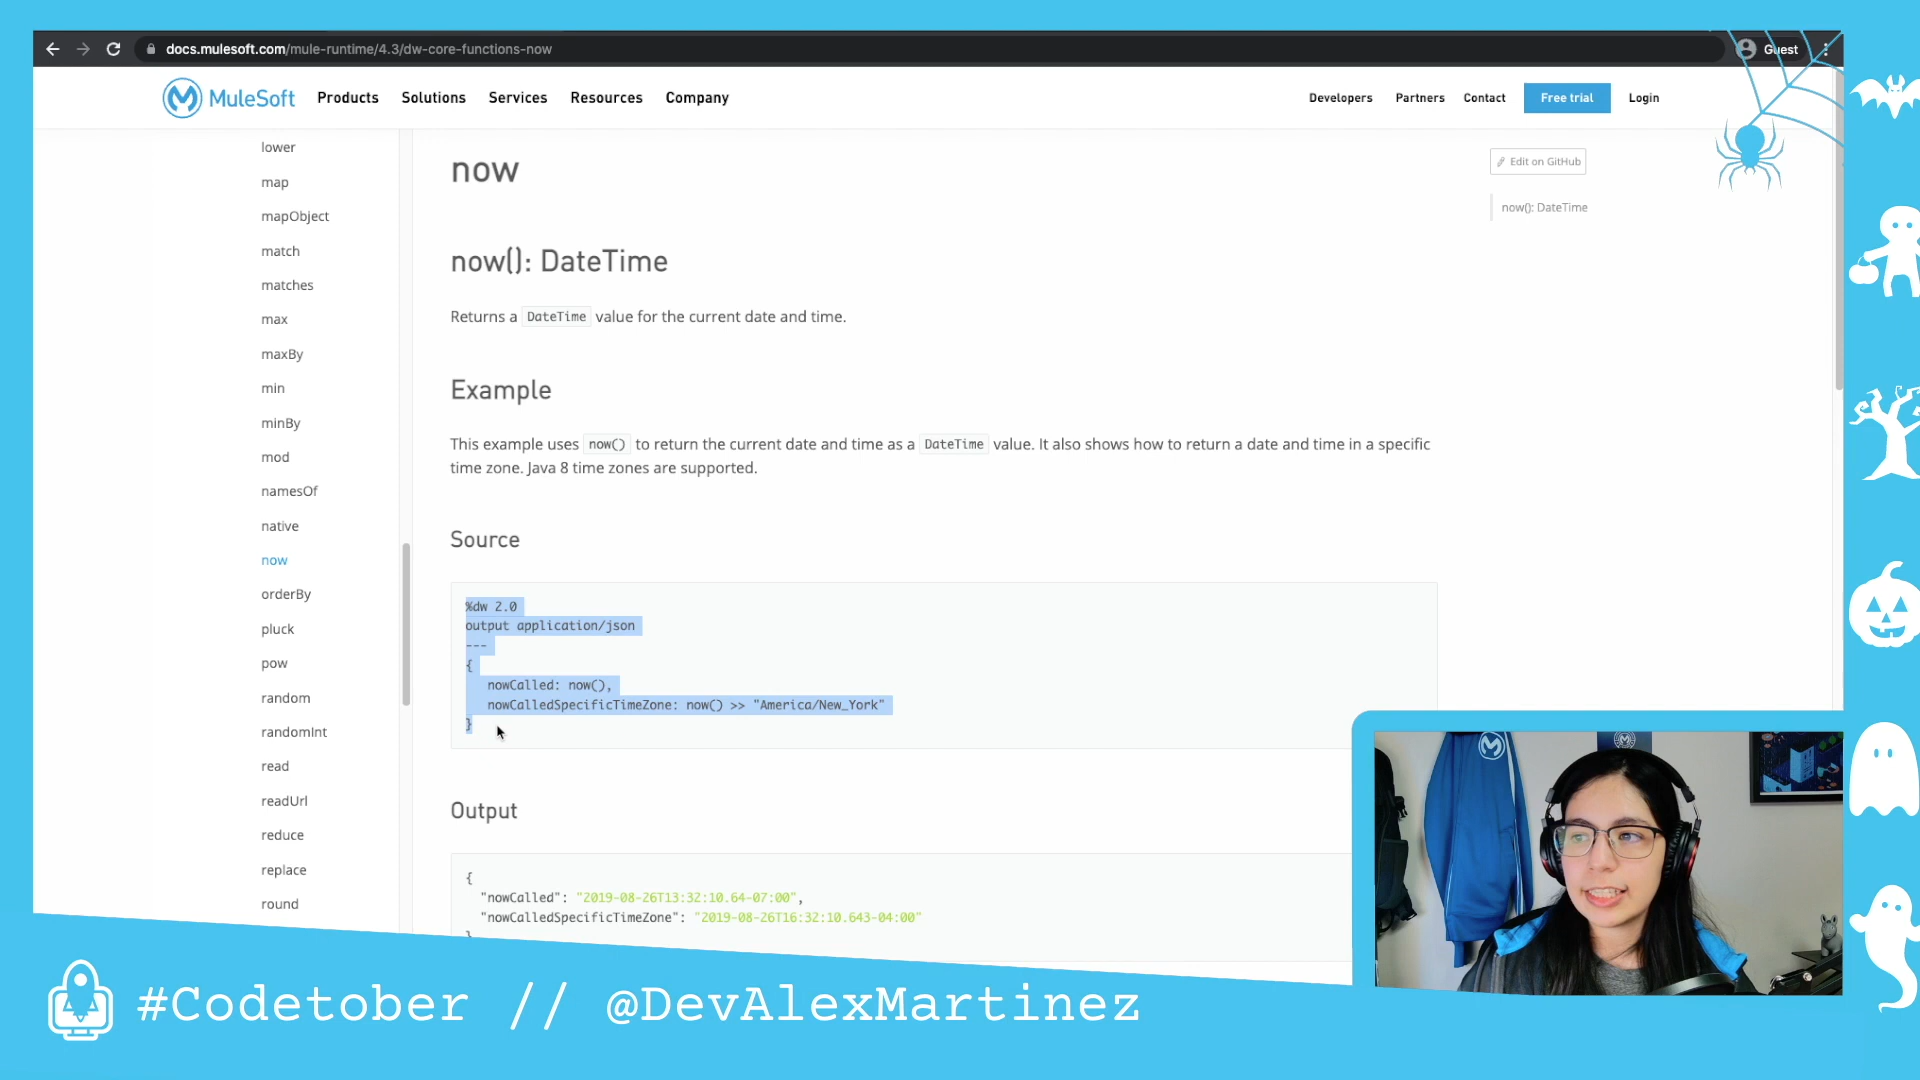 docs.mulesoft.com/mule-runtime/4.3/dw-core-functions-now
Guest
MuleSoft
Products
Solutions
Services
Resources
Company
Developers
Partners
Contact
Free trial
Login
lower
map
mapObject
match
matches
max
maxBy
min
minBy
mod
namesOf
native
now
orderBy
pluck
pow
random
randomInt
read
readUrl
reduce
replace
round
now
now(): DateTime
Returns a DateTime value for the current date and time.
Example
This example uses now() to return the current date and time as a DateTime value. It also shows how to return a date and time in a specific
time zone. Java 8 time zones are supported.
Source
%dw 2.0
output application/json
---
{
nowCalled: now(),
nowCalledSpecificTimeZone: now() >> "America/New_York"
}
Output
{
"nowCalled": "2019-08-26T13:32:10.64-07:00",
"nowCalledSpecificTimeZone": "2019-08-26T16:32:10.643-04:00"
}
Edit on GitHub
now(): DateTime
#Codetober // @DevAlexMartinez